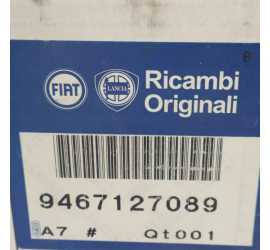 FIAT
LANCIA
Ricambi
Originali
9467127089
A7 # Qt001